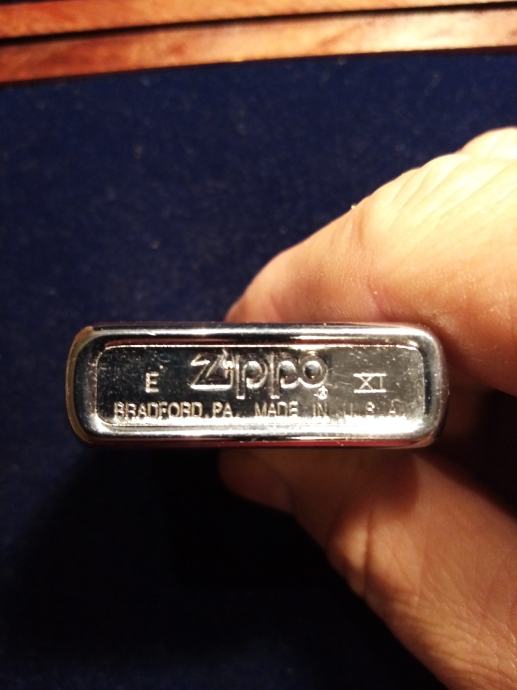 E Zippo ® XI
BRADFORD, PA. MADE IN U.S.A.